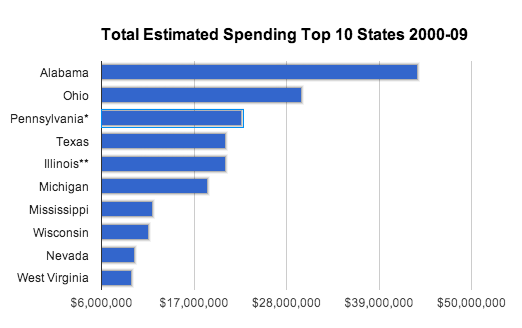 Total Estimated Spending Top 10 States 2000-09
Alabama
Ohio
Pennsylvania*
Texas
Illinois**
Michigan
Mississippi
Wisconsin
Nevada
West Virginia
$6,000,000 $17,000,000 $28,000,000 $39,000,000 $50,000,000